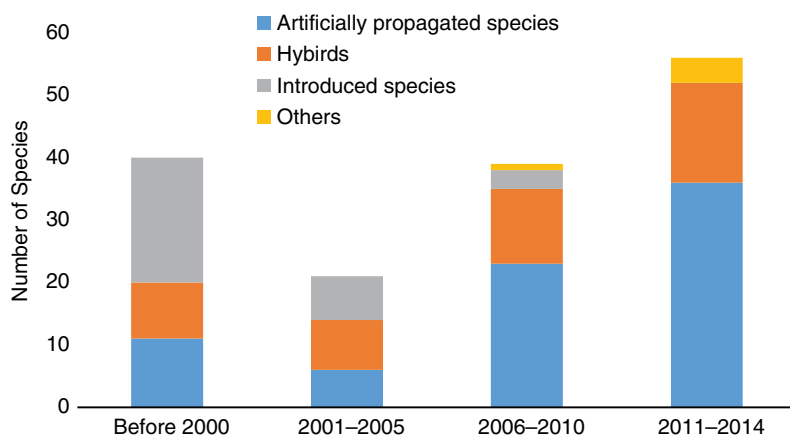 Artificially propagated species
Hybirds
Introduced species
Others
Number of Species
60
50
40
30
20
10
0
Before 2000
2001–2005
2006–2010
2011–2014